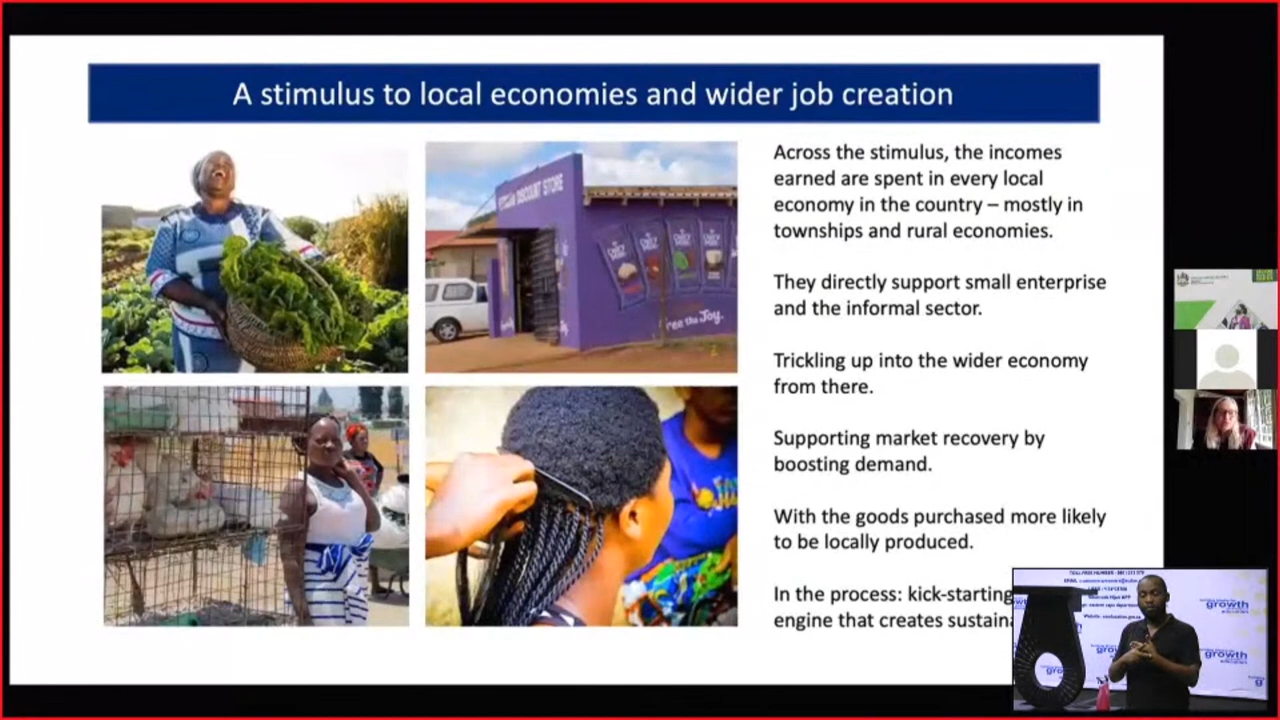 A stimulus to local economies and wider job creation
DISCOUNT STORE
Free the Joy.
Across the stimulus, the incomes
earned are spent in every local
economy in the country – mostly in
townships and rural economies.
They directly support small enterprise
and the informal sector.
Trickling up into the wider economy
from there.
Supporting market recovery by
boosting demand.
With the goods purchased more likely
to be locally produced.
In the process: kick-starting
engine that creates
growth
growth